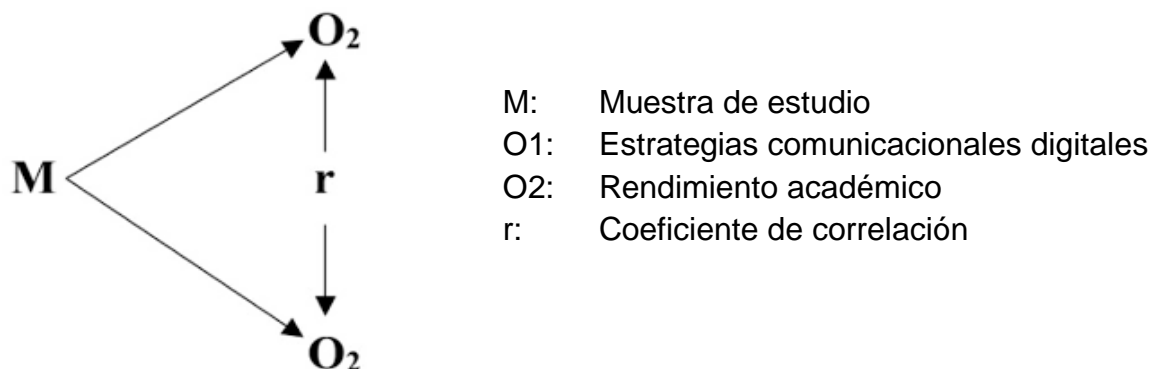 O₂
M
r
O₂
M: Muestra de estudio
O1: Estrategias comunicacionales digitales
O2: Rendimiento académico
r: Coeficiente de correlación